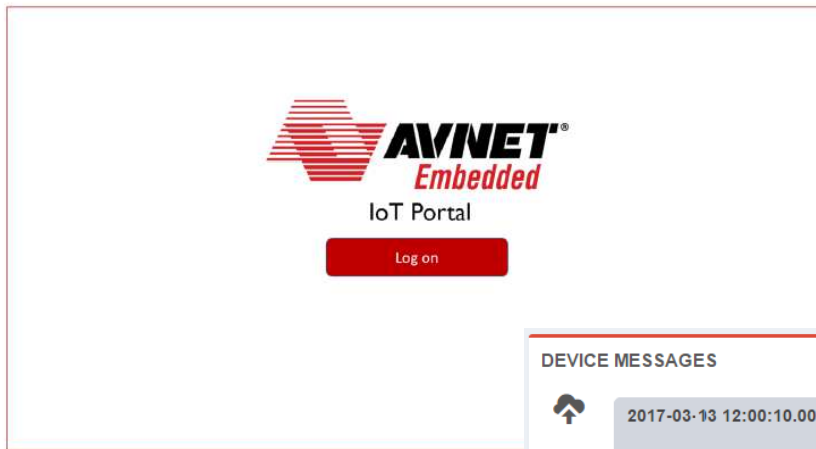 AVNET®
Embedded
IoT Portal
Log on
DEVICE MESSAGES
2017-03-13 12:00:10.00